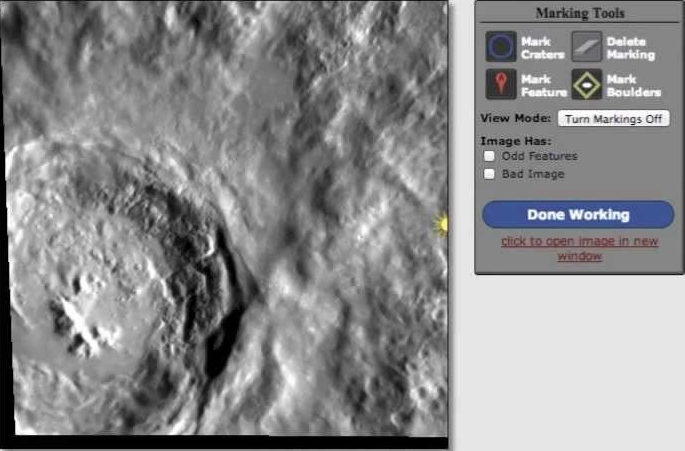 Marking Tools
Mark Craters
Delete Marking
Mark Feature
Mark Boulders
View Mode: Turn Markings Off
Image Has:
Odd Features
Bad Image
Done Working
click to open image in new
window